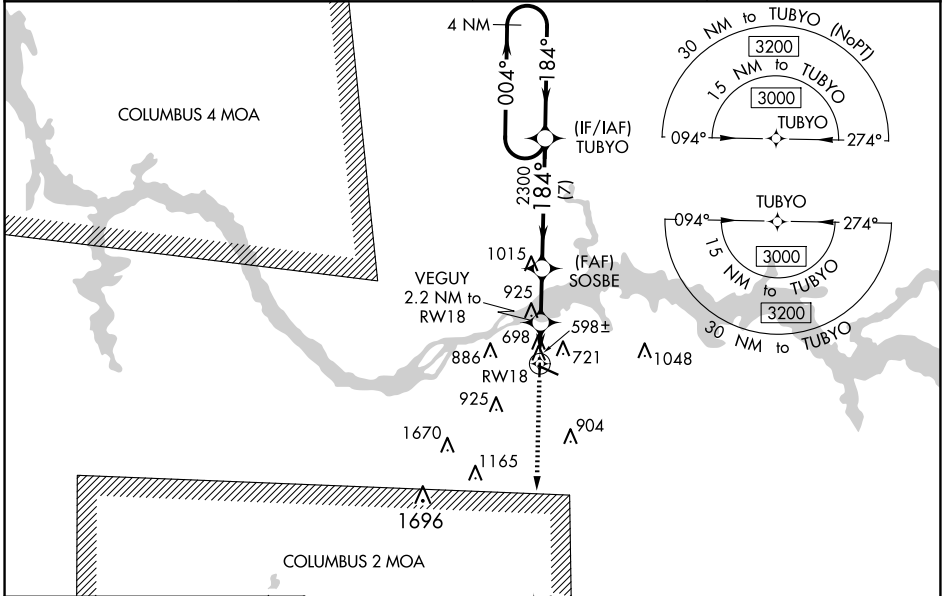 4 NM
004°
184°
COLUMBUS 4 MOA
(IF/IAF)
TUBYO
2300
184°
(7)
30 NM to TUBYO (NoPT)
3200
15 NM to TUBYO
3000
TUBYO
094°
274°
TUBYO
094°
274°
3000
15 NM to TUBYO
3200
30 NM to TUBYO
1015
(FAF)
SOSBE
VEGUY
2.2 NM to
RW18
925
598±
698
886
721
1048
RW18
925
904
1670
1165
1696
COLUMBUS 2 MOA